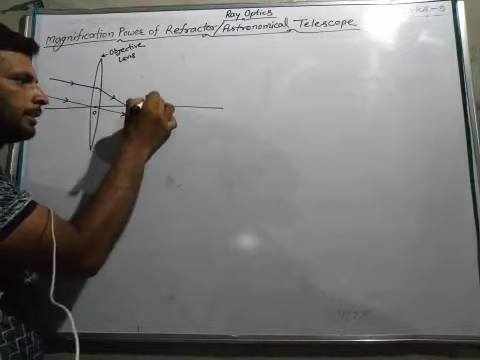 Ray Optics
Magnification Power of Refractor/Astronomical Telescope
Objective
Lens
o